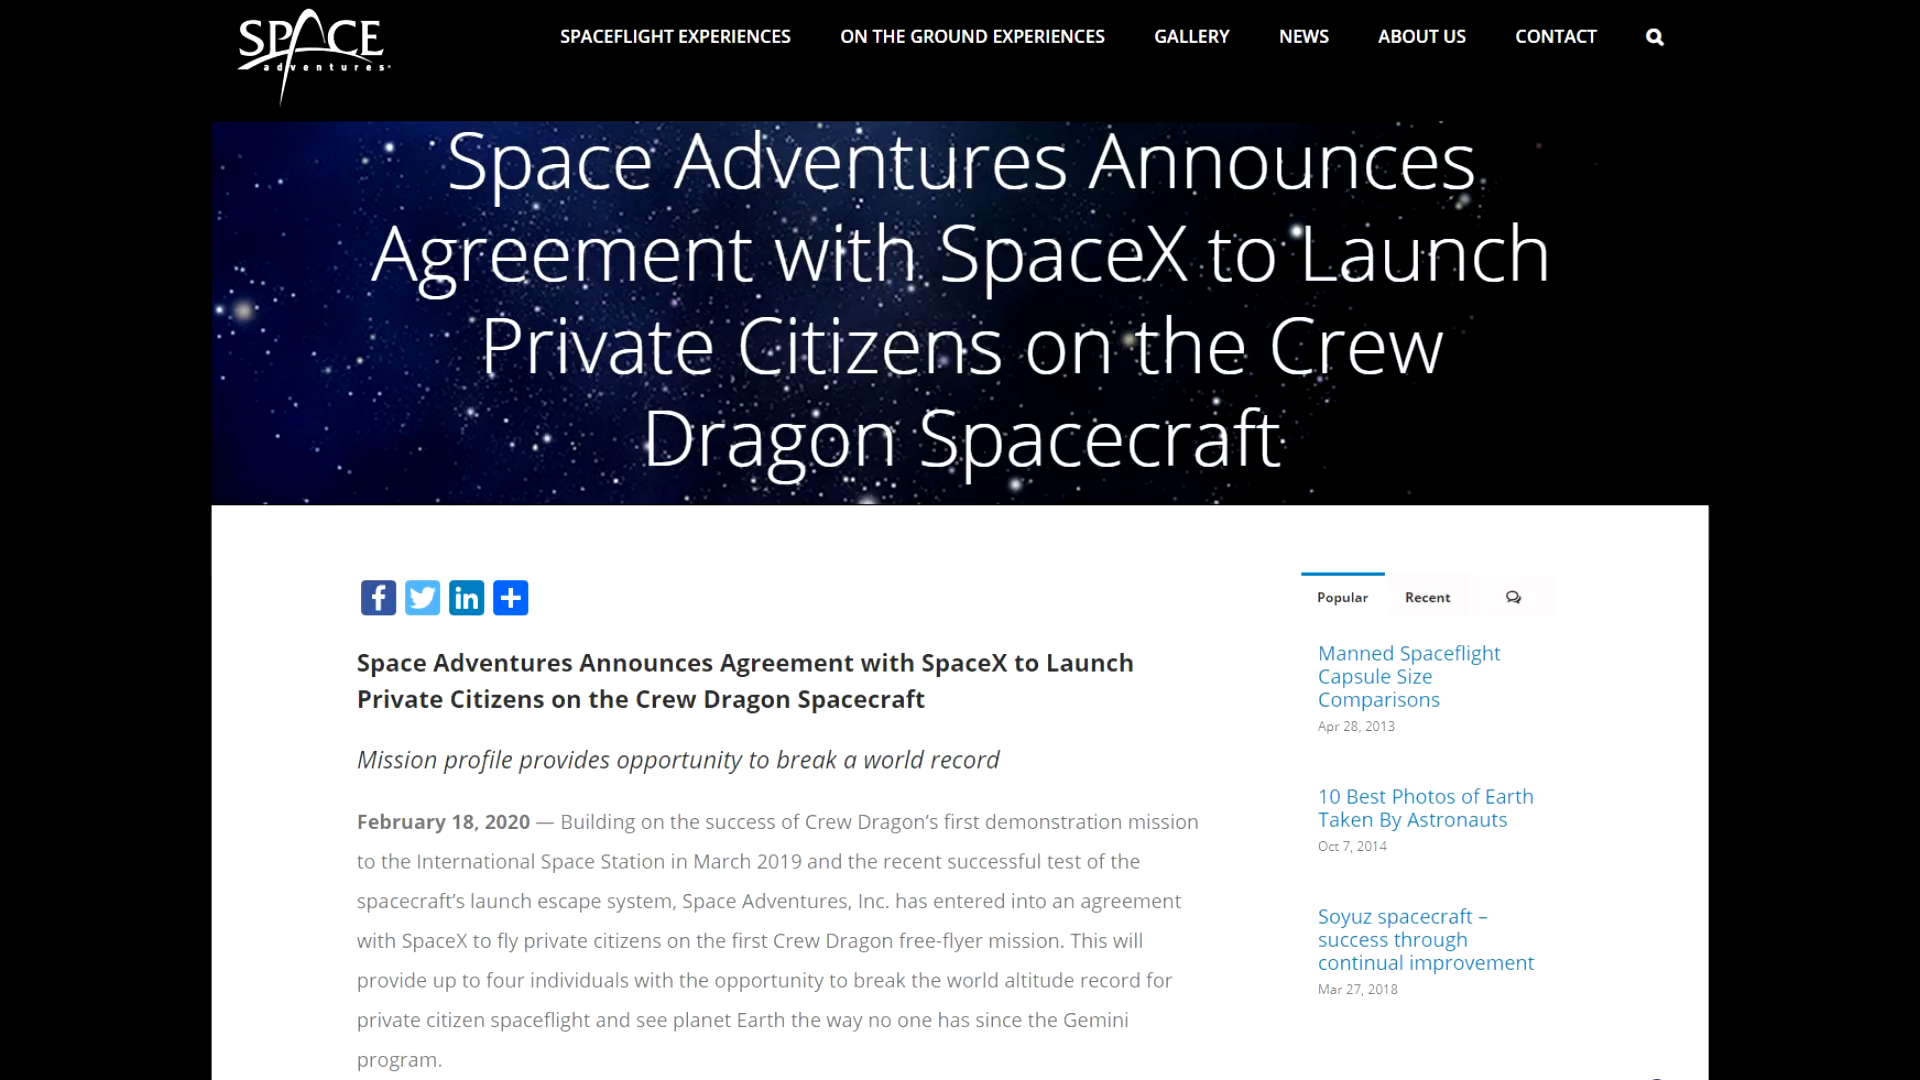 SPACE
adventures
SPACEFLIGHT EXPERIENCES
ON THE GROUND EXPERIENCES
GALLERY
NEWS
ABOUT US
CONTACT
Space Adventures Announces
Agreement with SpaceX to Launch
Private Citizens on the Crew
Dragon Spacecraft
Space Adventures Announces Agreement with SpaceX to Launch
Private Citizens on the Crew Dragon Spacecraft
Mission profile provides opportunity to break a world record
February 18, 2020 — Building on the success of Crew Dragon’s first demonstration mission
to the International Space Station in March 2019 and the recent successful test of the
spacecraft’s launch escape system, Space Adventures, Inc. has entered into an agreement
with SpaceX to fly private citizens on the first Crew Dragon free-flyer mission. This will
provide up to four individuals with the opportunity to break the world altitude record for
private citizen spaceflight and see planet Earth the way no one has since the Gemini
program.
Popular
Recent
Manned Spaceflight
Capsule Size
Comparisons
Apr 28, 2013
10 Best Photos of Earth
Taken By Astronauts
Oct 7, 2014
Soyuz spacecraft –
success through
continual improvement
Mar 27, 2018